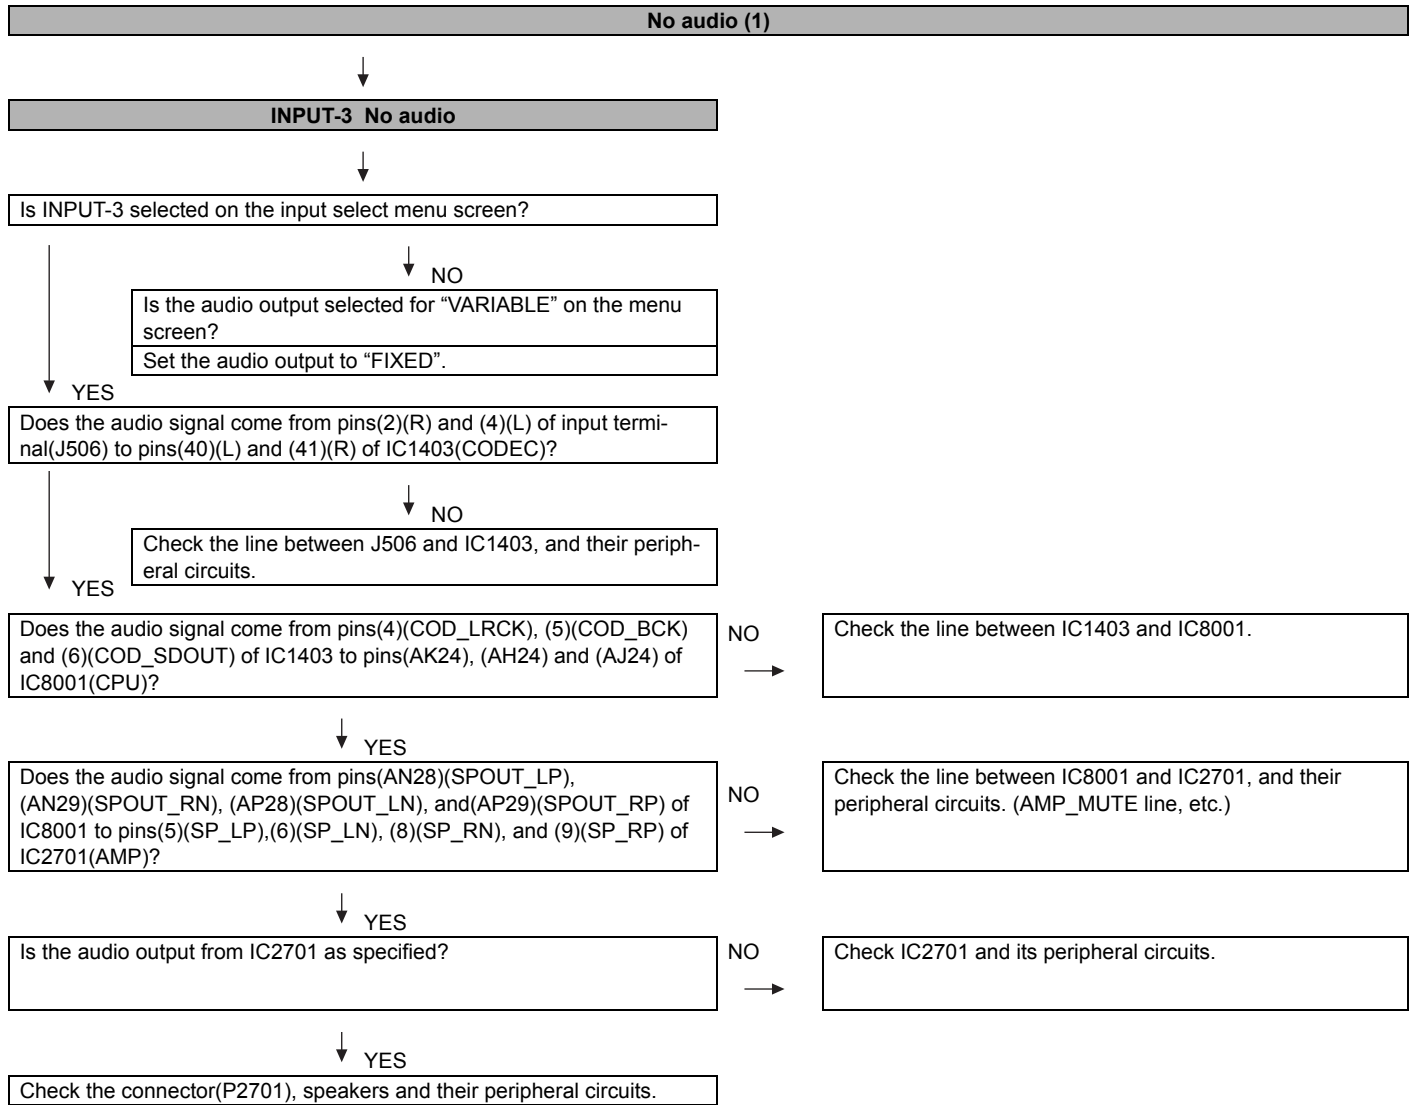 No audio (1)
INPUT-3 No audio
Is INPUT-3 selected on the input select menu screen?
NO
Is the audio output selected for “VARIABLE” on the menu
screen?
Set the audio output to “FIXED”.
YES
Does the audio signal come from pins(2)(R) and (4)(L) of input termi-
nal(J506) to pins(40)(L) and (41)(R) of IC1403(CODEC)?
NO
Check the line between J506 and IC1403, and their periph-
eral circuits.
YES
Does the audio signal come from pins(4)(COD_LRCK), (5)(COD_BCK)
and (6)(COD_SDOUT) of IC1403 to pins(AK24), (AH24) and (AJ24) of
IC8001(CPU)?
NO
Check the line between IC1403 and IC8001.
YES
Does the audio signal come from pins(AN28)(SPOUT_LP),
(AN29)(SPOUT_RN), (AP28)(SPOUT_LN), and(AP29)(SPOUT_RP) of
IC8001 to pins(5)(SP_LP),(6)(SP_LN), (8)(SP_RN), and (9)(SP_RP) of
IC2701(AMP)?
NO
Check the line between IC8001 and IC2701, and their
peripheral circuits. (AMP_MUTE line, etc.)
YES
Is the audio output from IC2701 as specified?
NO
Check IC2701 and its peripheral circuits.
YES
Check the connector(P2701), speakers and their peripheral circuits.